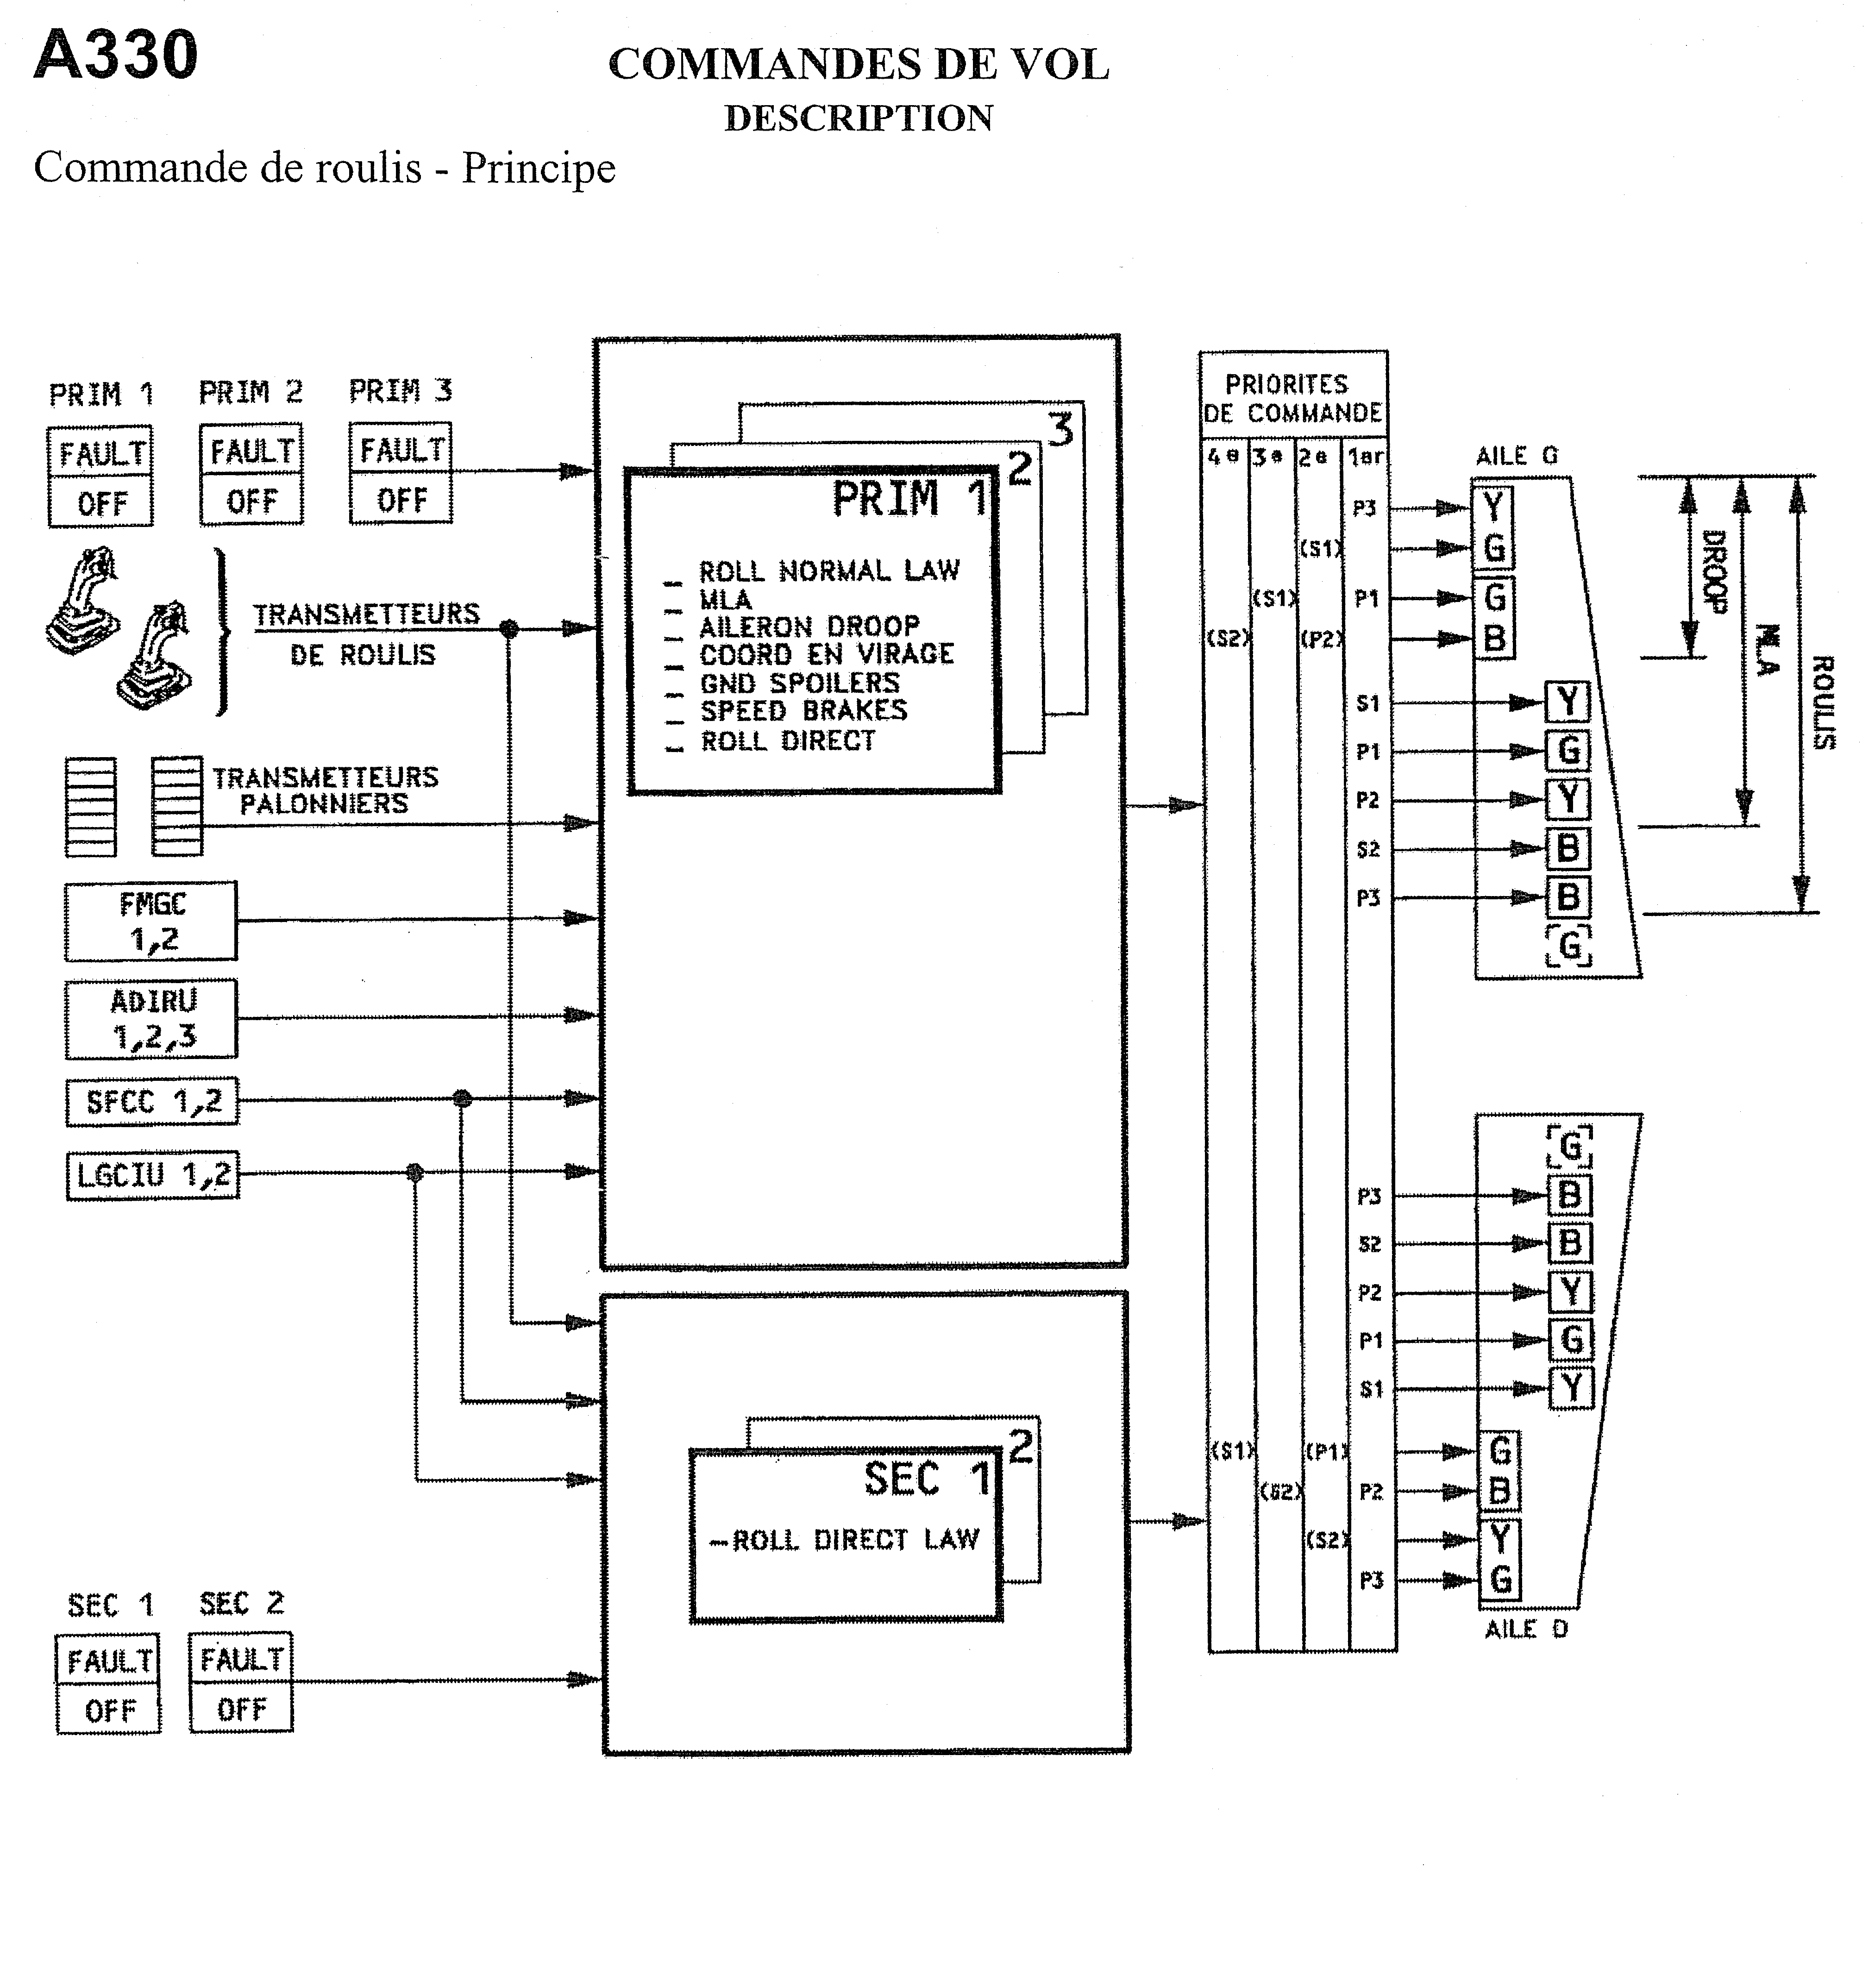 A330
COMMANDES DE VOL
DESCRIPTION
Commande de roulis - Principe
PRIM 1
PRIM 2
PRIM 3
FAULT
OFF
FAULT
OFF
FAULT
OFF
TRANSMETTEURS
DE ROULIS
TRANSMETTEURS
PALONNIERS
FMGC
1,2
ADIRU
1,2,3
SFCC 1,2
LGCIU 1,2
SEC 1
SEC 2
FAULT
OFF
FAULT
OFF
3
2
PRIM 1
– ROLL NORMAL LAW
– MLA
– AILERON DROOP
– COORD EN VIRAGE
– GND SPOILERS
– SPEED BRAKES
– ROLL DIRECT
2
SEC 1
– ROLL DIRECT LAW
PRIORITES
DE COMMANDE
4e 3e 2e 1er
AILE G
P3 Y
(S1) G
(S1) P1 G
(S2) (P2) B
S1 Y
P1 G
P2 Y
S2 B
P3 B
[G]
DROOP
MLA
ROULIS
[G]
P3 B
S2 B
P2 Y
P1 G
S1 Y
(S1) (P1) G
(S2) P2 B
(S2) Y
P3 G
AILE D